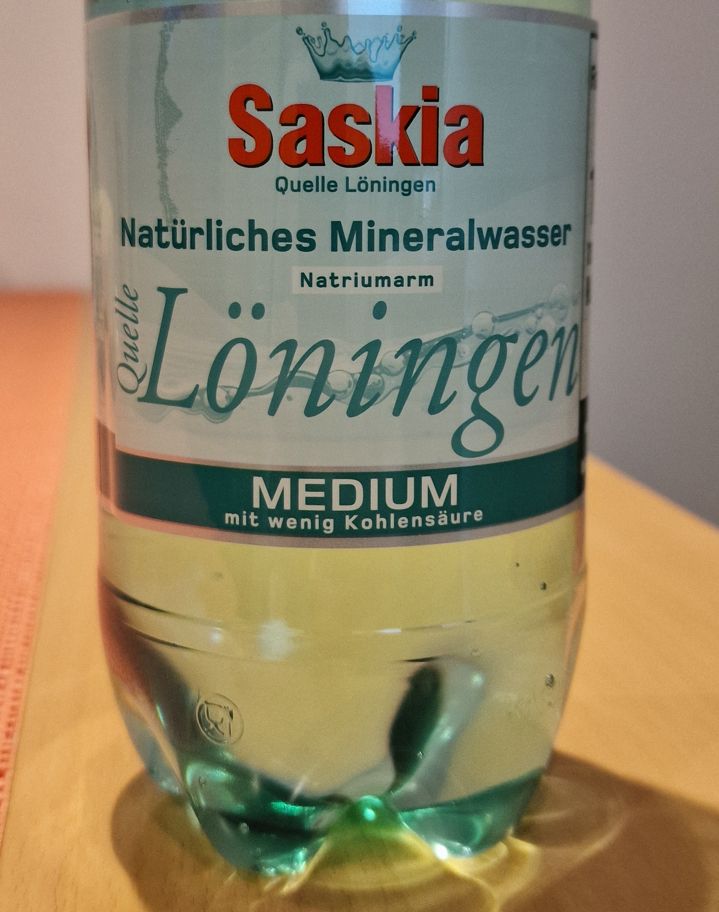 Saskia
Quelle Löningen
Natürliches Mineralwasser
Natriumarm
Quelle
Löningen
MEDIUM
mit wenig Kohlensäure